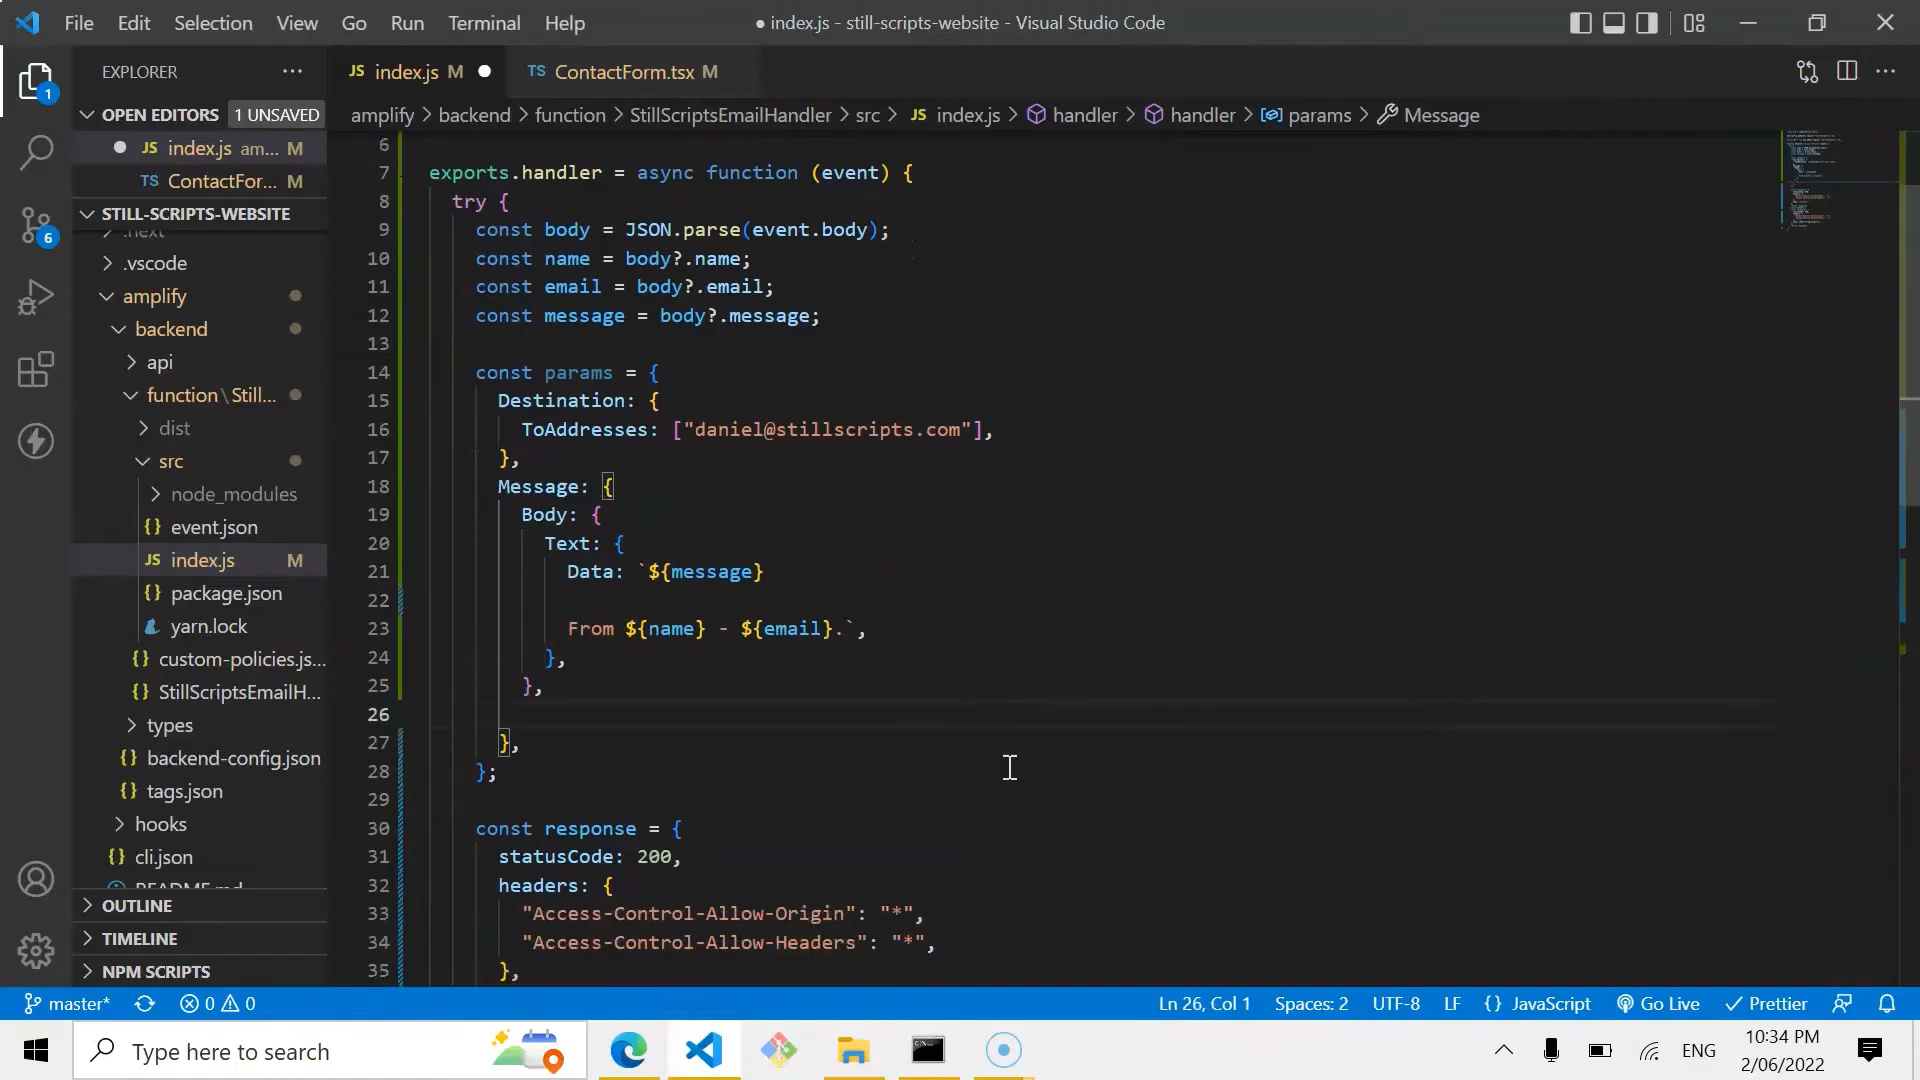 File Edit Selection View Go Run Terminal Help
● index.js - still-scripts-website - Visual Studio Code
EXPLORER ...
JS index.js M ●
TS ContactForm.tsx M
OPEN EDITORS 1 UNSAVED
amplify > backend > function > StillScriptsEmailHandler > src > JS index.js > handler > handler > params > Message
JS index.js am... M
TS ContactFor... M
STILL-SCRIPTS-WEBSITE
.next
.vscode
amplify
backend
api
function\Still...
dist
src
node_modules
event.json
JS index.js M
package.json
yarn.lock
custom-policies.js...
StillScriptsEmailH...
types
backend-config.json
tags.json
hooks
cli.json
README.md
OUTLINE
TIMELINE
NPM SCRIPTS
1
6
6
7 exports.handler = async function (event) {
8 try {
9 const body = JSON.parse(event.body);
10 const name = body?.name;
11 const email = body?.email;
12 const message = body?.message;
13
14 const params = {
15 Destination: {
16 ToAddresses: ["daniel@stillscripts.com"],
17 },
18 Message: {
19 Body: {
20 Text: {
21 Data: `${message}
22
23 From ${name} - ${email}.`,
24 },
25 },
26
27 },
28 };
29
30 const response = {
31 statusCode: 200,
32 headers: {
33 "Access-Control-Allow-Origin": "*",
34 "Access-Control-Allow-Headers": "*",
35 },
master* 0 0 Ln 26, Col 1 Spaces: 2 UTF-8 LF {} JavaScript Go Live Prettier
Type here to search
ENG
10:34 PM
2/06/2022